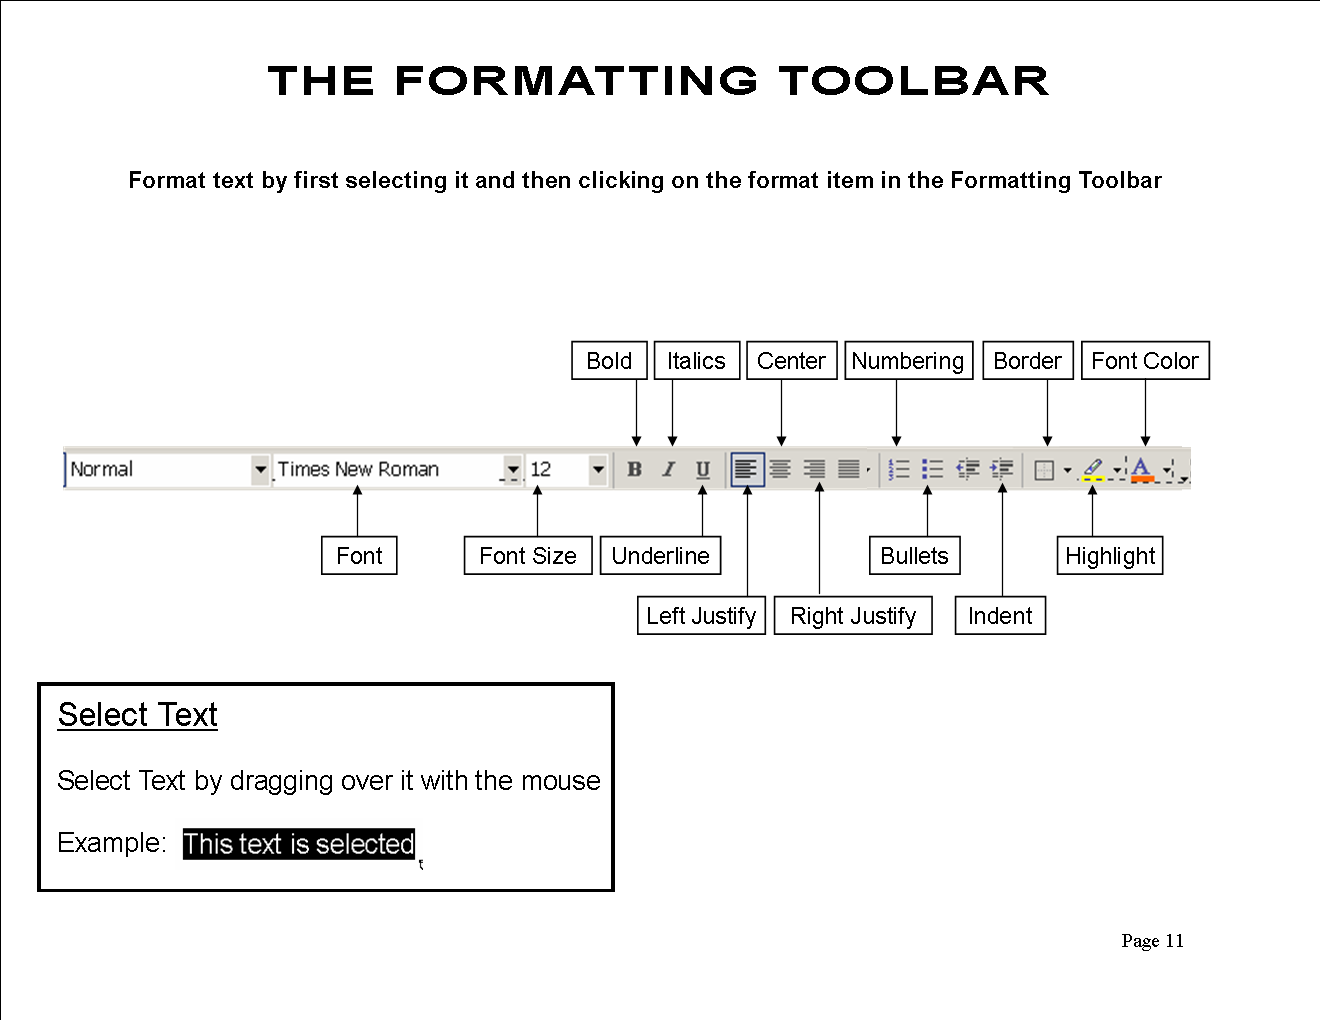 THE FORMATTING TOOLBAR
Format text by first selecting it and then clicking on the format item in the Formatting Toolbar
Bold Italics Center Numbering Border Font Color
Normal Times New Roman 12 B I U A
Font Font Size Underline Bullets Highlight
Left Justify Right Justify Indent
Select Text
Select Text by dragging over it with the mouse
Example: This text is selected
Page 11